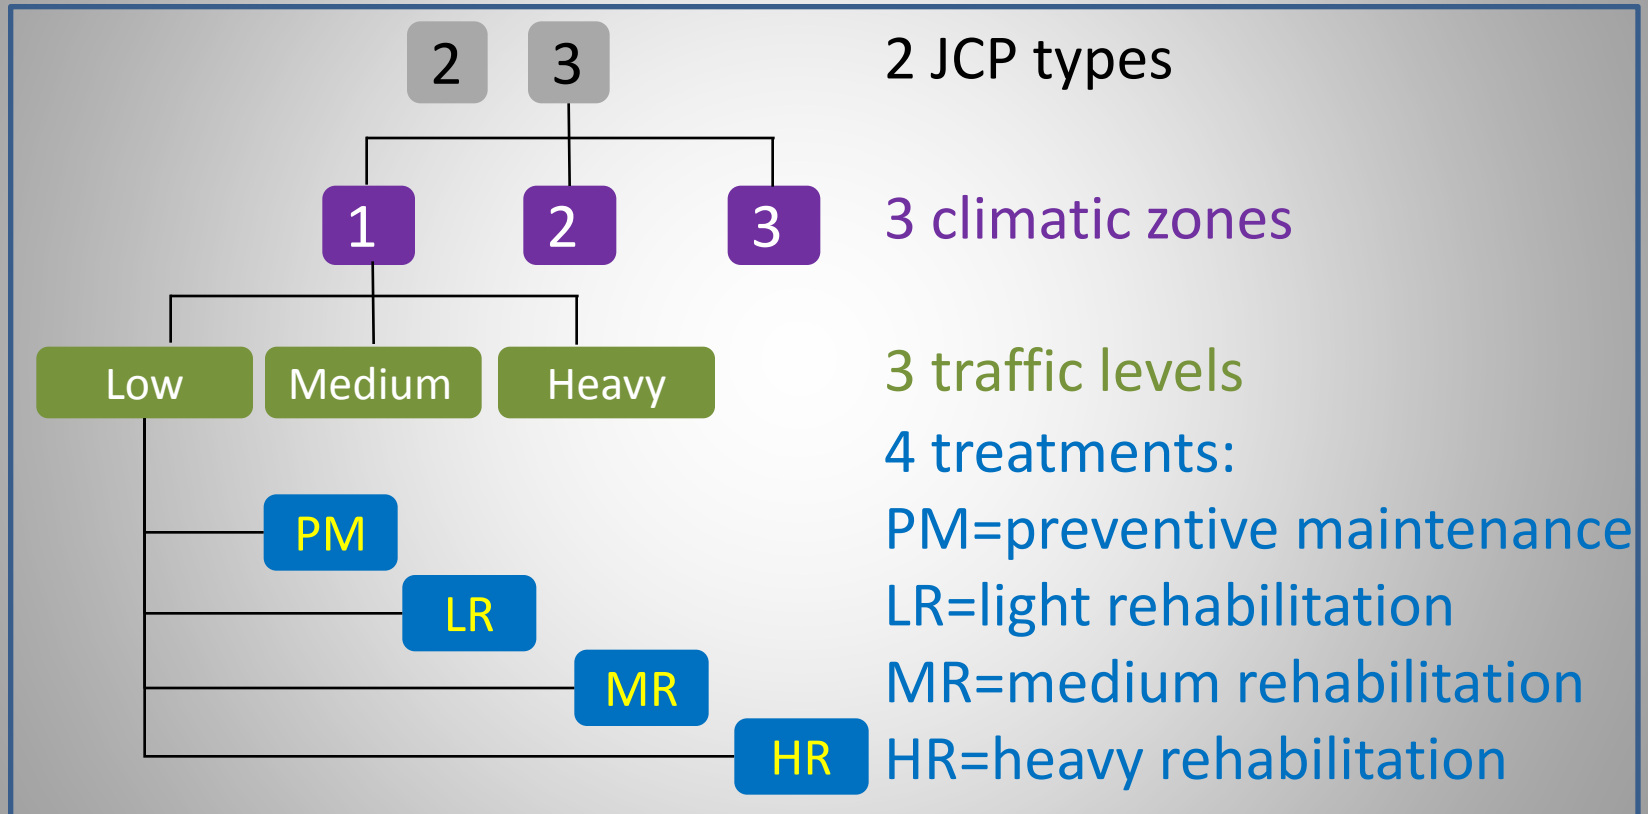 2 3 2 JCP types
1 2 3 3 climatic zones
Low Medium Heavy 3 traffic levels
4 treatments:
PM PM=preventive maintenance
LR LR=light rehabilitation
MR MR=medium rehabilitation
HR HR=heavy rehabilitation